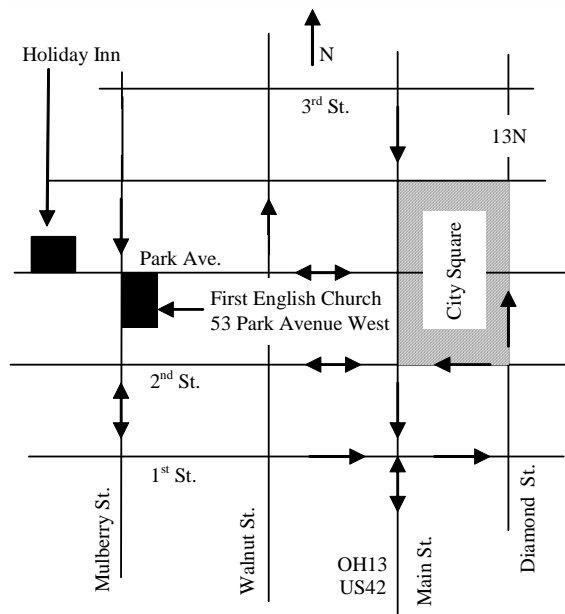 Holiday Inn
N
3rd St.
13N
City Square
Park Ave.
First English Church
53 Park Avenue West
2nd St.
1st St.
Mulberry St.
Walnut St.
OH13
US42
Main St.
Diamond St.